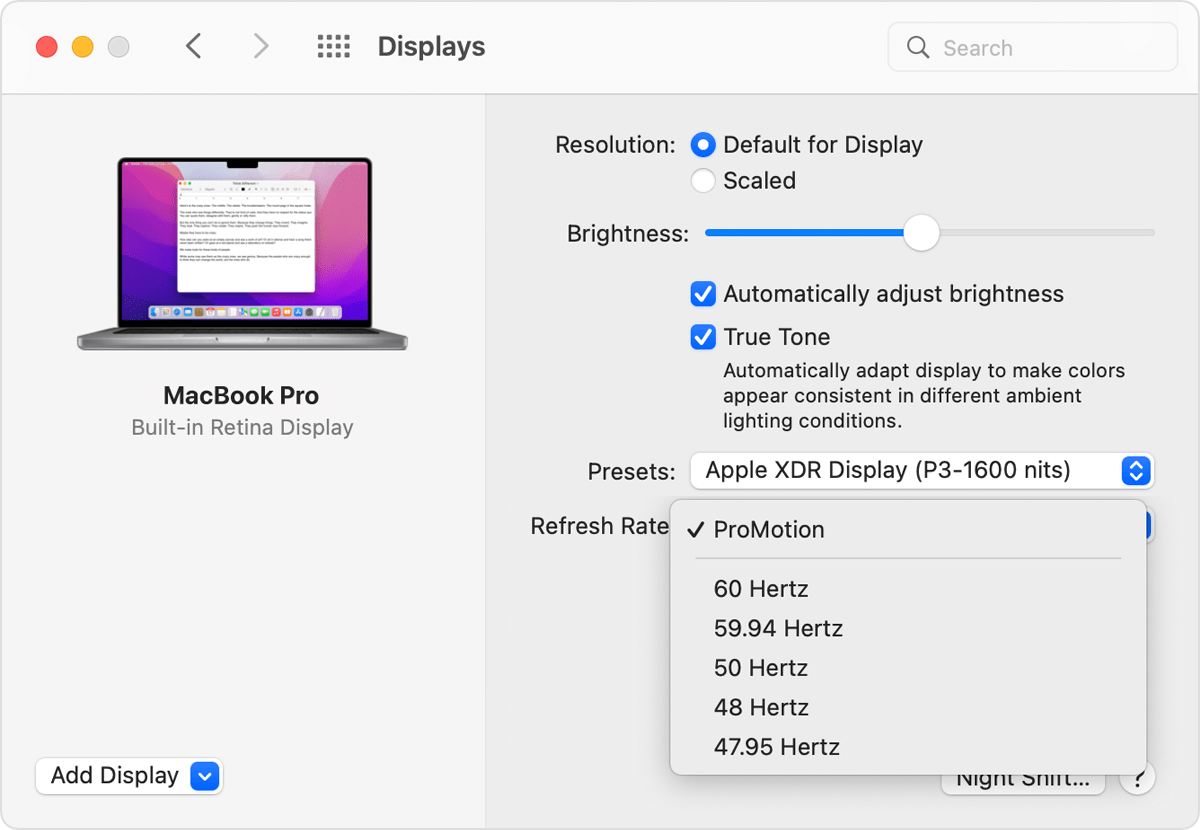 Displays
Search
MacBook Pro
Built-in Retina Display
Add Display
Resolution: Default for Display
Scaled
Brightness:
Automatically adjust brightness
True Tone
Automatically adapt display to make colors
appear consistent in different ambient
lighting conditions.
Presets: Apple XDR Display (P3-1600 nits)
Refresh Rate
✓ ProMotion
60 Hertz
59.94 Hertz
50 Hertz
48 Hertz
47.95 Hertz
Night Shift... ?